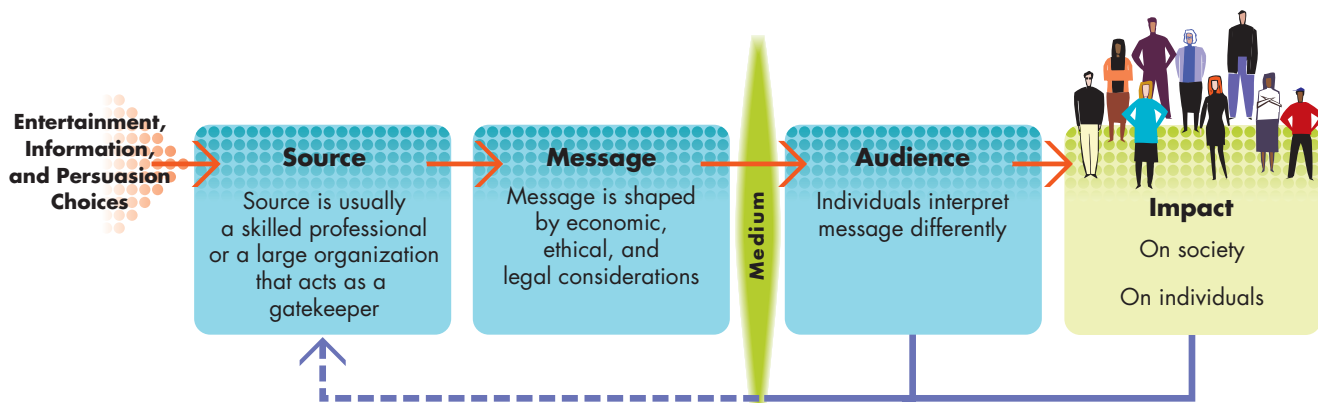 Entertainment,
Information,
and Persuasion
Choices
Source
Source is usually
a skilled professional
or a large organization
that acts as a
gatekeeper
Message
Message is shaped
by economic,
ethical, and
legal considerations
Medium
Audience
Individuals interpret
message differently
Impact
On society
On individuals